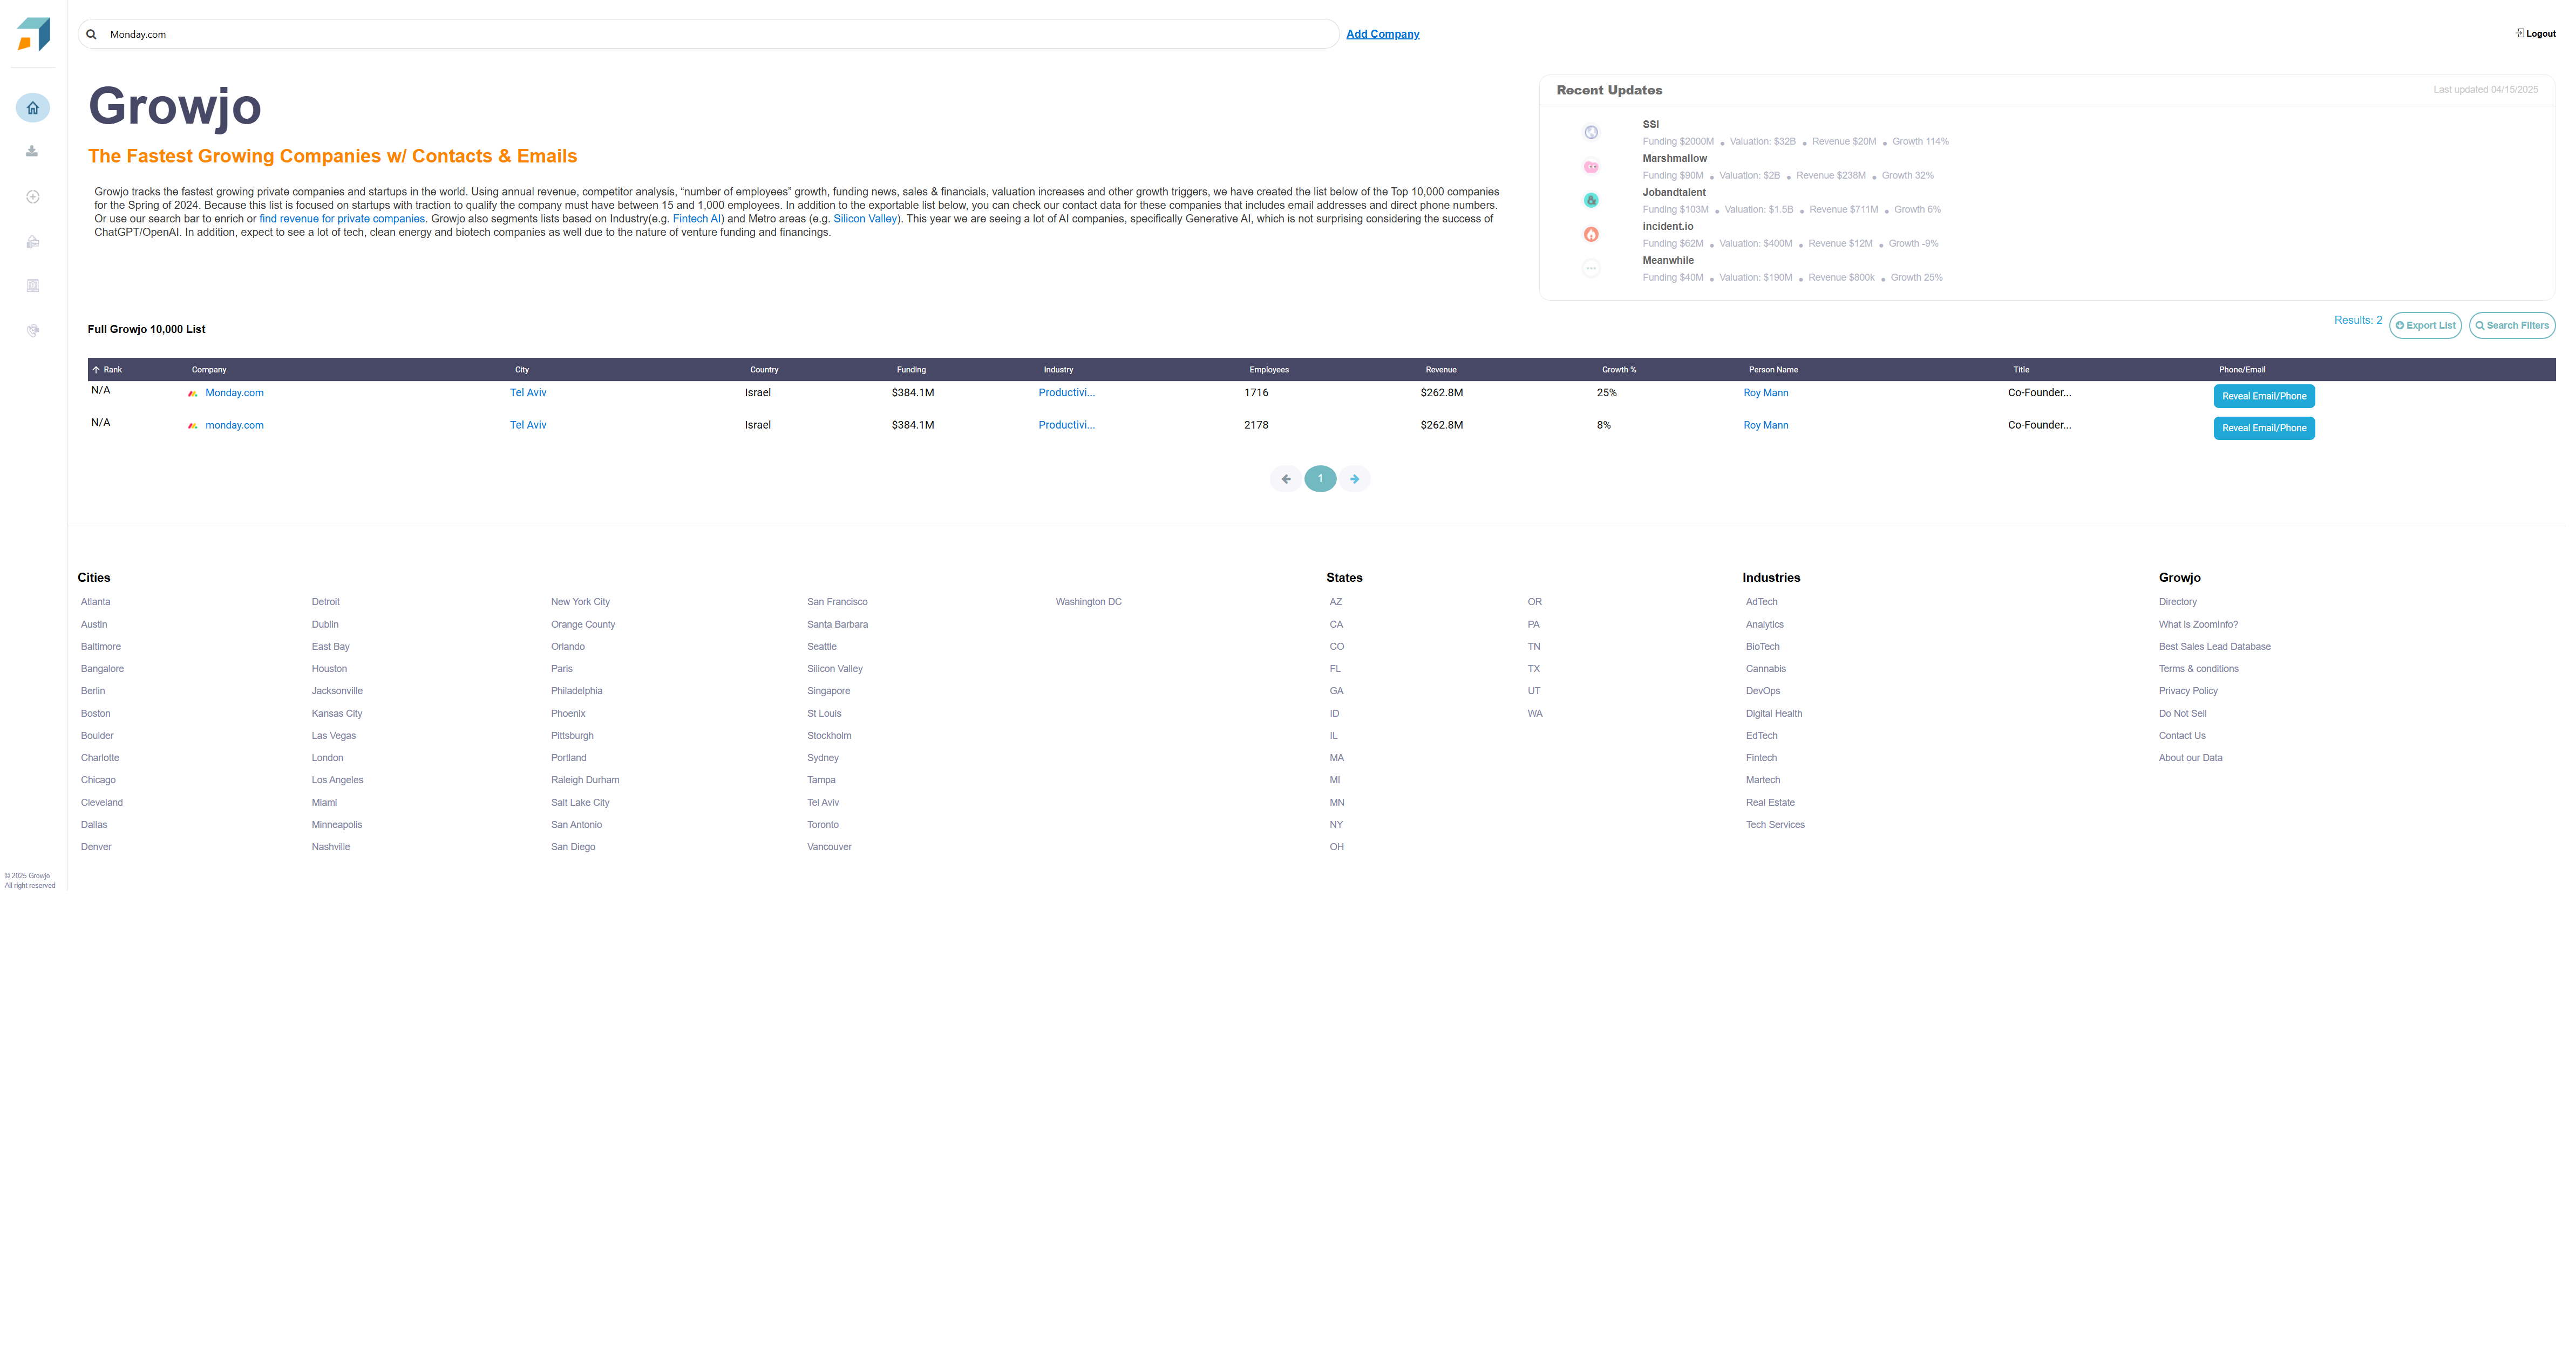 Monday.com
Add Company
Logout
Growjo
The Fastest Growing Companies w/ Contacts & Emails
Growjo tracks the fastest growing private companies and startups in the world. Using annual revenue, competitor analysis, “number of employees” growth, funding news, sales & financials, valuation increases and other growth triggers, we have created the list below of the Top 10,000 companies
for the Spring of 2024. Because this list is focused on startups with traction to qualify the company must have between 15 and 1,000 employees. In addition to the exportable list below, you can check our contact data for these companies that includes email addresses and direct phone numbers.
Or use our search bar to enrich or find revenue for private companies. Growjo also segments lists based on Industry(e.g. Fintech AI) and Metro areas (e.g. Silicon Valley). This year we are seeing a lot of AI companies, specifically Generative AI, which is not surprising considering the success of
ChatGPT/OpenAI. In addition, expect to see a lot of tech, clean energy and biotech companies as well due to the nature of venture funding and financings.
Recent Updates
Last updated 04/15/2025
SSI
Funding $2000M • Valuation: $32B • Revenue $20M • Growth 114%
Marshmallow
Funding $90M • Valuation: $2B • Revenue $238M • Growth 32%
Jobandtalent
Funding $103M • Valuation: $1.5B • Revenue $711M • Growth 6%
incident.io
Funding $62M • Valuation: $400M • Revenue $12M • Growth -9%
Meanwhile
Funding $40M • Valuation: $190M • Revenue $800k • Growth 25%
Full Growjo 10,000 List
Results: 2 Export List Search Filters
Rank Company City Country Funding Industry Employees Revenue Growth % Person Name Title Phone/Email
N/A Monday.com Tel Aviv Israel $384.1M Productivi... 1716 $262.8M 25% Roy Mann Co-Founder... Reveal Email/Phone
N/A monday.com Tel Aviv Israel $384.1M Productivi... 2178 $262.8M 8% Roy Mann Co-Founder... Reveal Email/Phone
1
Cities
Atlanta
Austin
Baltimore
Bangalore
Berlin
Boston
Boulder
Charlotte
Chicago
Cleveland
Dallas
Denver
Detroit
Dublin
East Bay
Houston
Jacksonville
Kansas City
Las Vegas
London
Los Angeles
Miami
Minneapolis
Nashville
New York City
Orange County
Orlando
Paris
Philadelphia
Phoenix
Pittsburgh
Portland
Raleigh Durham
Salt Lake City
San Antonio
San Diego
San Francisco
Santa Barbara
Seattle
Silicon Valley
Singapore
St Louis
Stockholm
Sydney
Tampa
Tel Aviv
Toronto
Vancouver
Washington DC
States
AZ
CA
CO
FL
GA
ID
IL
MA
MI
MN
NY
OH
OR
PA
TN
TX
UT
WA
Industries
AdTech
Analytics
BioTech
Cannabis
DevOps
Digital Health
EdTech
Fintech
Martech
Real Estate
Tech Services
Growjo
Directory
What is ZoomInfo?
Best Sales Lead Database
Terms & conditions
Privacy Policy
Do Not Sell
Contact Us
About our Data
© 2025 Growjo
All right reserved